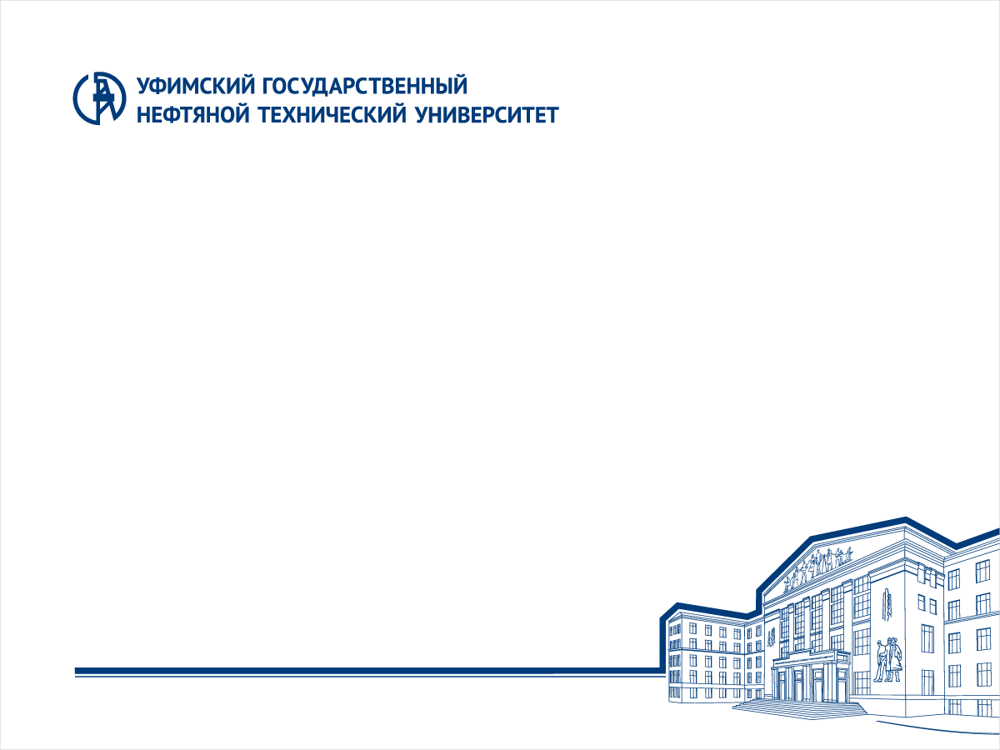 УФИМСКИЙ ГОСУДАРСТВЕННЫЙ
НЕФТЯНОЙ ТЕХНИЧЕСКИЙ УНИВЕРСИТЕТ